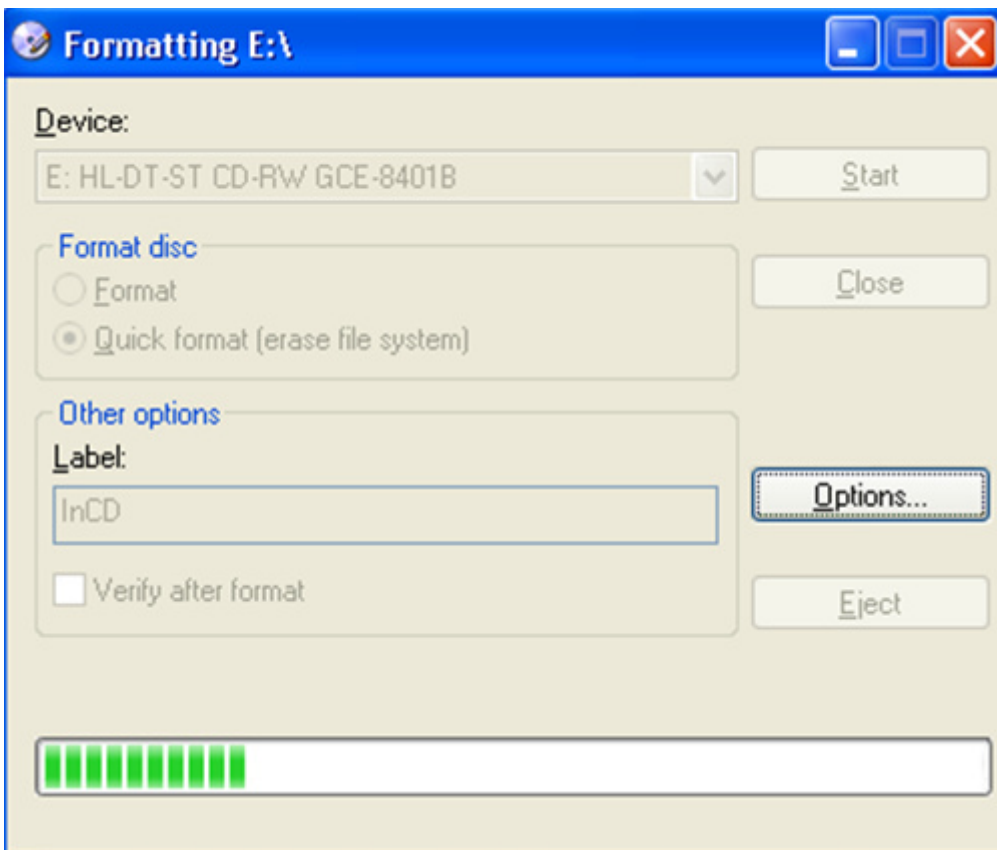 Formatting E:\
Device:
E: HL-DT-ST CD-RW GCE-8401B
Start
Format disc
Format
Close
Quick format (erase file system)
Other options
Label:
InCD
Options...
Verify after format
Eject